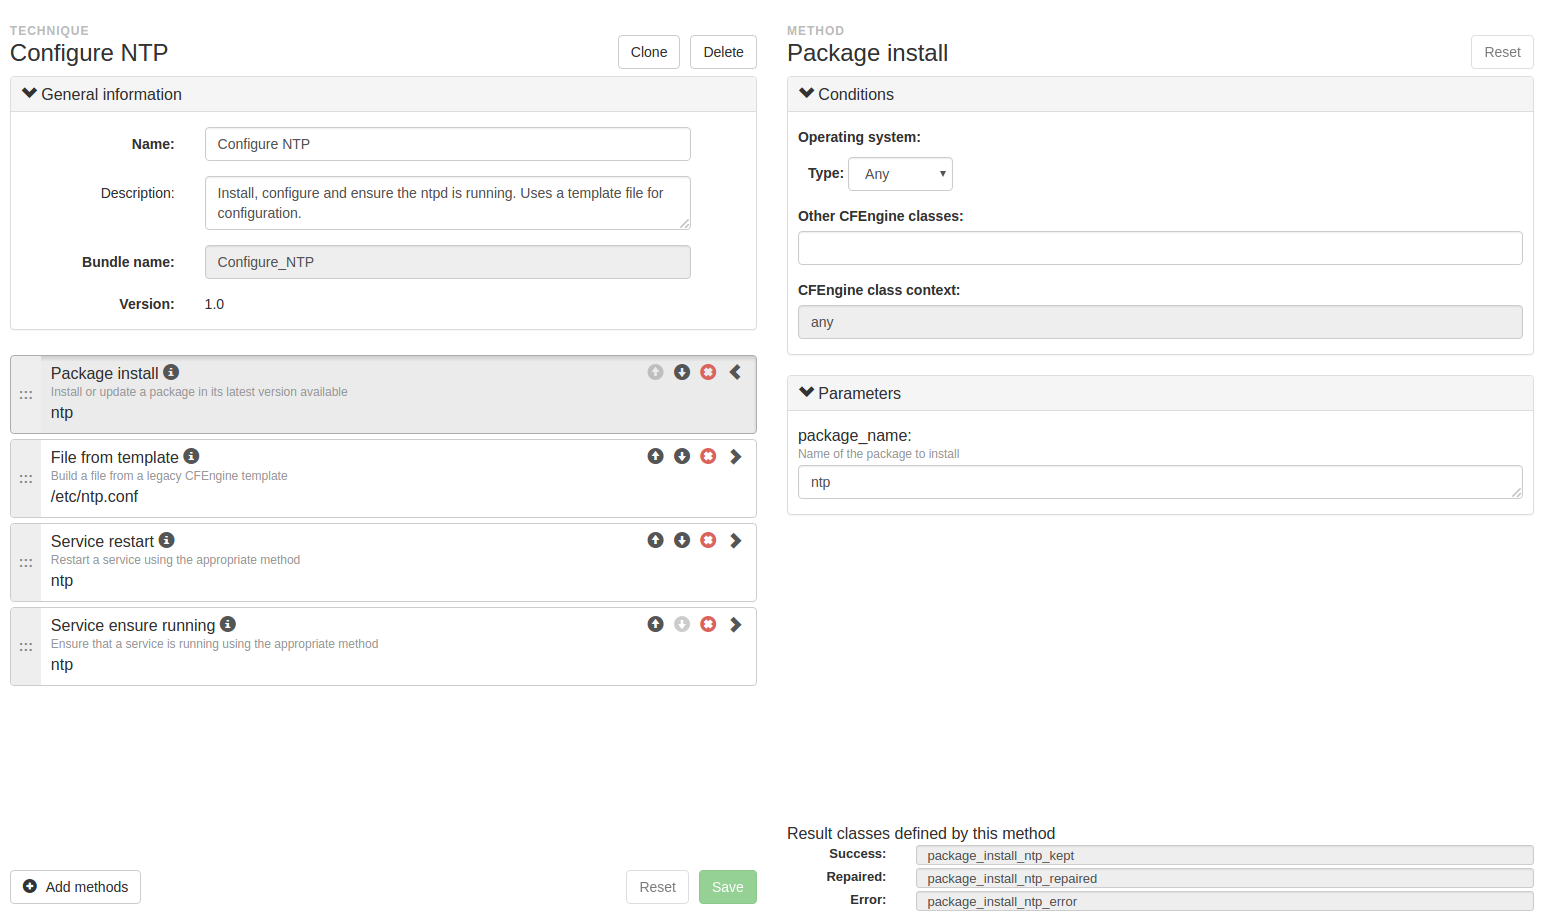 TECHNIQUE
Configure NTP
Clone
Delete
General information
Name:
Configure NTP
Description:
Install, configure and ensure the ntpd is running. Uses a template file for
configuration.
Bundle name:
Configure_NTP
Version:
1.0
Package install
Install or update a package in its latest version available
ntp
File from template
Build a file from a legacy CFEngine template
/etc/ntp.conf
Service restart
Restart a service using the appropriate method
ntp
Service ensure running
Ensure that a service is running using the appropriate method
ntp
Add methods
Reset
Save
METHOD
Package install
Reset
Conditions
Operating system:
Type:
Any
Other CFEngine classes:
CFEngine class context:
any
Parameters
package_name:
Name of the package to install
ntp
Result classes defined by this method
Success:
package_install_ntp_kept
Repaired:
package_install_ntp_repaired
Error:
package_install_ntp_error